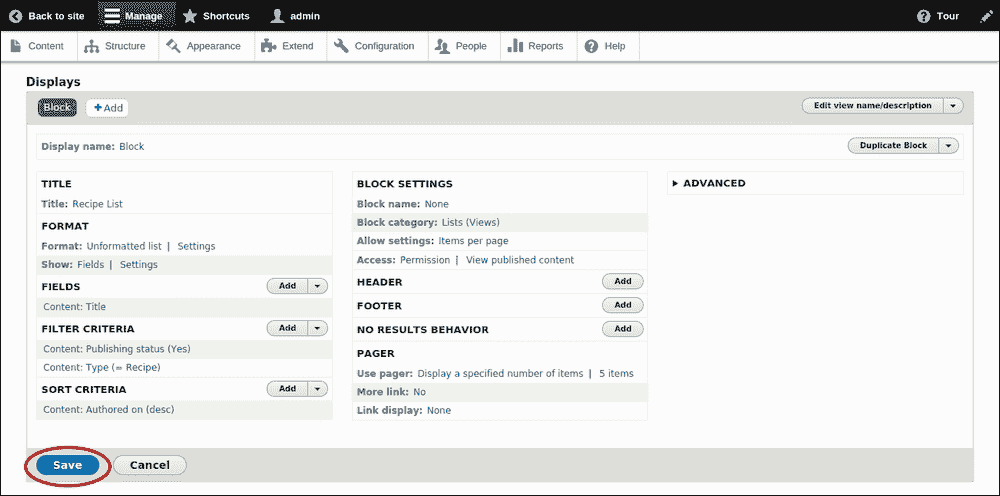 Back to site Manage Shortcuts admin Tour
Content Structure Appearance Extend Configuration People Reports Help
Displays
Block +Add Edit view name/description
Display name: Block Duplicate Block
TITLE
Title: Recipe List
FORMAT
Format: Unformatted list | Settings
Show: Fields | Settings
FIELDS Add
Content: Title
FILTER CRITERIA Add
Content: Publishing status (Yes)
Content: Type (= Recipe)
SORT CRITERIA Add
Content: Authored on (desc)
BLOCK SETTINGS
Block name: None
Block category: Lists (Views)
Allow settings: Items per page
Access: Permission | View published content
HEADER Add
FOOTER Add
NO RESULTS BEHAVIOR Add
PAGER
Use pager: Display a specified number of items | 5 items
More link: No
Link display: None
ADVANCED
Save Cancel